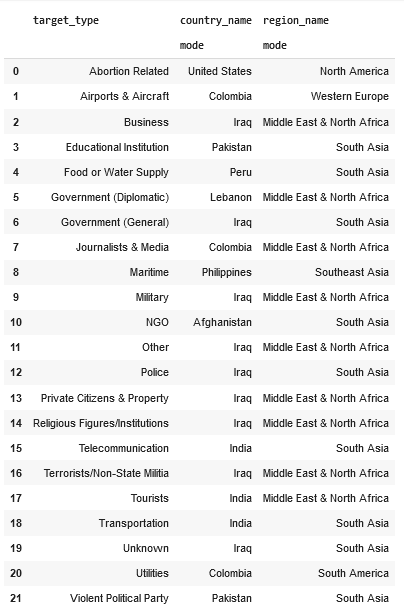 target_type country_name region_name
mode mode
0 Abortion Related United States North America
1 Airports & Aircraft Colombia Western Europe
2 Business Iraq Middle East & North Africa
3 Educational Institution Pakistan South Asia
4 Food or Water Supply Peru South Asia
5 Government (Diplomatic) Lebanon Middle East & North Africa
6 Government (General) Iraq South Asia
7 Journalists & Media Colombia Middle East & North Africa
8 Maritime Philippines Southeast Asia
9 Military Iraq Middle East & North Africa
10 NGO Afghanistan South Asia
11 Other Iraq Middle East & North Africa
12 Police Iraq South Asia
13 Private Citizens & Property Iraq Middle East & North Africa
14 Religious Figures/Institutions Iraq Middle East & North Africa
15 Telecommunication India South Asia
16 Terrorists/Non-State Militia Iraq Middle East & North Africa
17 Tourists India Middle East & North Africa
18 Transportation India South Asia
19 Unknown Iraq South Asia
20 Utilities Colombia South America
21 Violent Political Party Pakistan South Asia